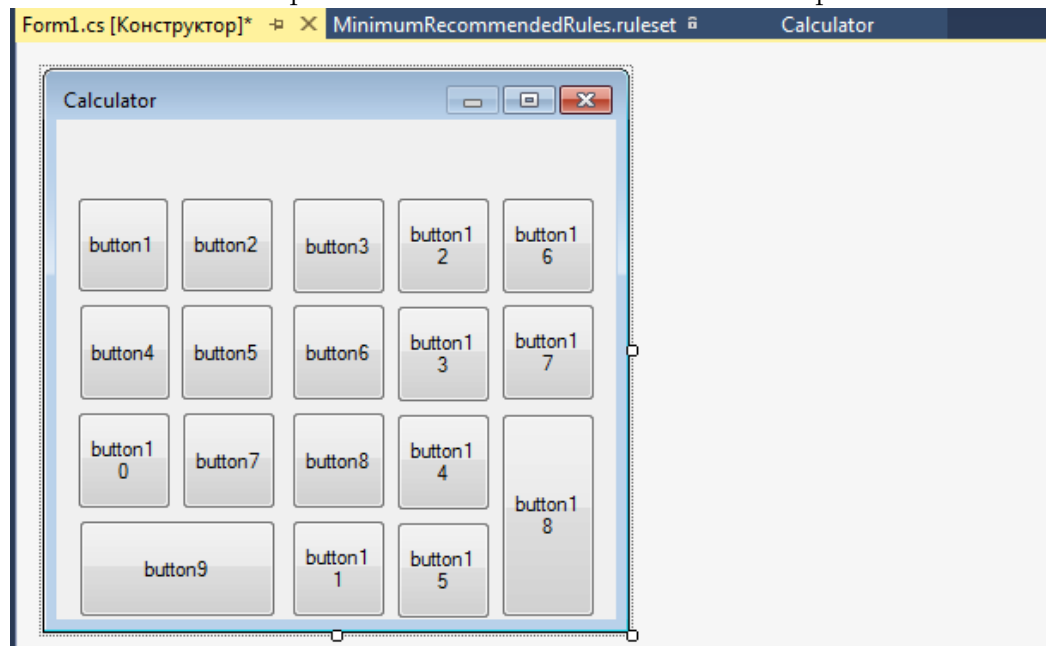 Form1.cs [Конструктор]*
MinimumRecommendedRules.ruleset
Calculator
Calculator
button1
button2
button3
button1
2
button1
6
button4
button5
button6
button1
3
button1
7
button1
0
button7
button8
button1
4
button1
8
button9
button1
1
button1
5